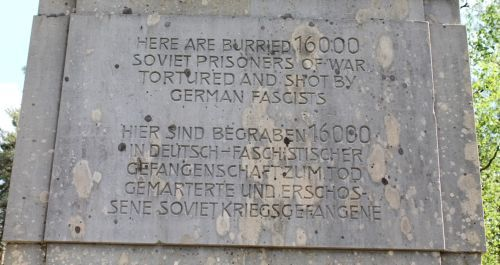 HERE ARE BURRIED 16000
SOVIET PRISONERS OF WAR
TORTURED AND SHOT BY
GERMAN FASCISTS
HIER SIND BEGRABEN 16000
IN DEUTSCH-FASCHISTISCHER
GEFANGENSCHAFT ZUM TOD
GEMARTERTE UND ERSCHOS-
SENE SOVIET KRIEGSGEFANGENE